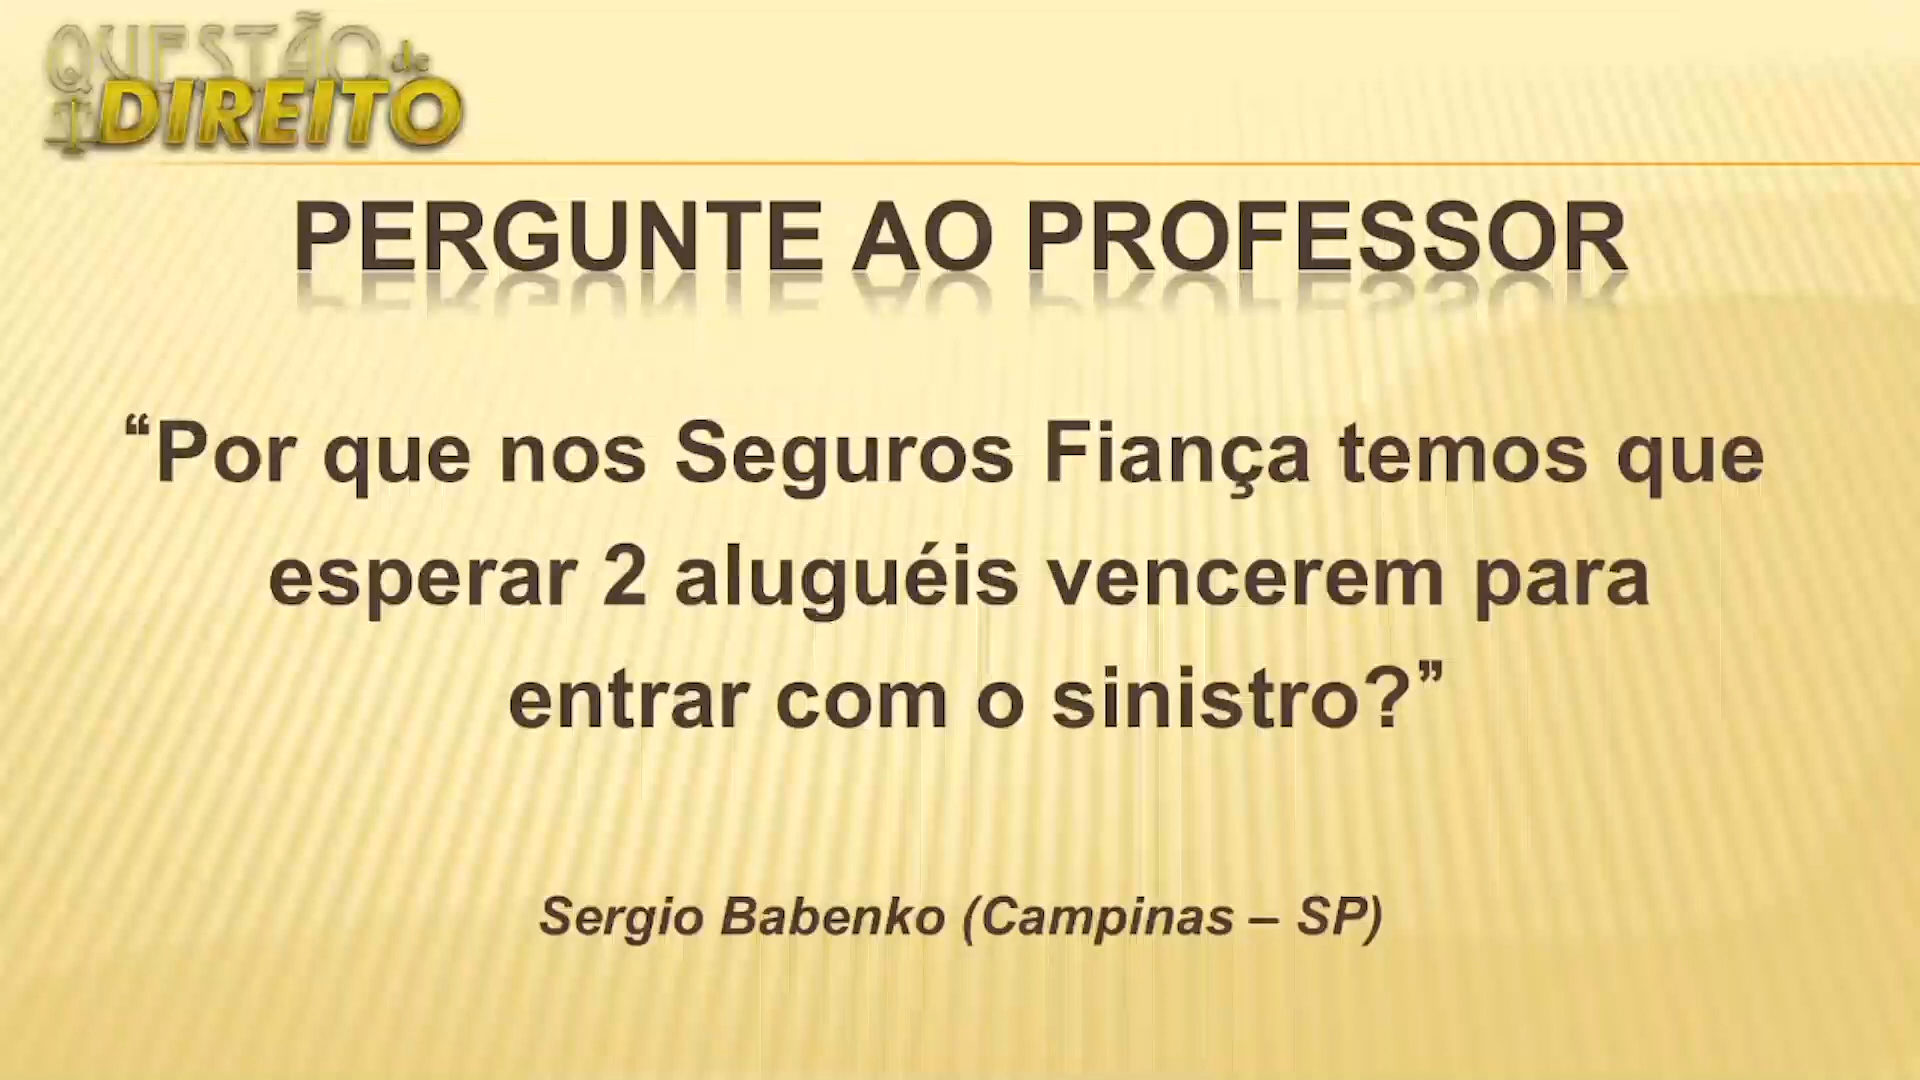 QUESTÃO de
DIREITO
PERGUNTE AO PROFESSOR
“Por que nos Seguros Fiança temos que
esperar 2 aluguéis vencerem para
entrar com o sinistro?”
Sergio Babenko (Campinas – SP)